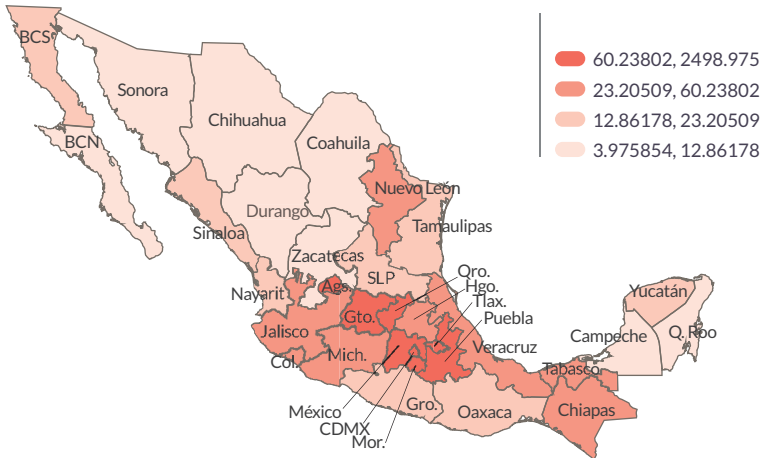 BCS
60.23802, 2498.975
23.20509, 60.23802
12.86178, 23.20509
3.975854, 12.86178
Sonora
Chihuahua
Coahuila
BCN
Nuevo León
Durango
Tamaulipas
Sinaloa
Zacatecas
Qro.
SLP
Hgo.
Ags.
Tlax.
Nayarit
Yucatán
Gto.
Puebla
Jalisco
Campeche
Q. Roo
Veracruz
Mich.
Col.
Tabasco
México
Gro.
Oaxaca
Chiapas
CDMX
Mor.